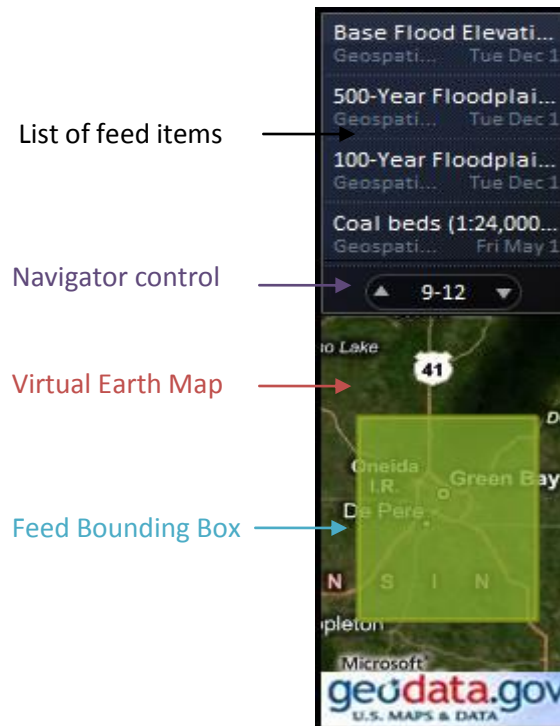 Base Flood Elevati...
Geospati... Tue Dec 1
500-Year Floodplai...
Geospati... Tue Dec 1
List of feed items
100-Year Floodplai...
Geospati... Tue Dec 1
Coal beds (1:24,000...
Geospati... Fri May 1
Navigator control
9-12
o Lake
41
Virtual Earth Map
D
Oneida
I.R.
Green Bay
De Pere
Feed Bounding Box
N S I N
pleton
Microsoft
geodata.gov
U.S. MAPS & DATA